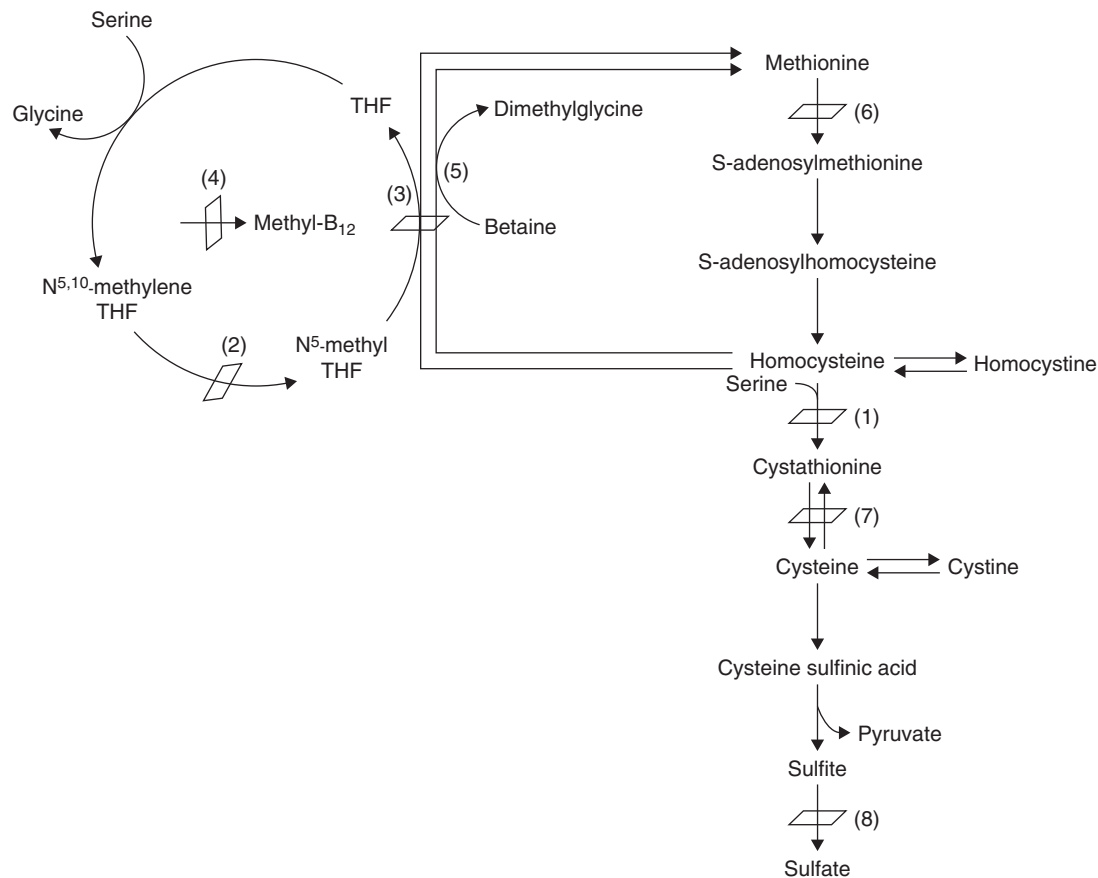 Serine
Glycine
THF
(4)
Methyl-B₁₂
(3)
(5)
Dimethylglycine
Betaine
N⁵,¹⁰-methylene
THF
(2)
N⁵-methyl
THF
Methionine
(6)
S-adenosylmethionine
S-adenosylhomocysteine
Homocysteine
Homocystine
Serine
(1)
Cystathionine
(7)
Cysteine
Cystine
Cysteine sulfinic acid
Pyruvate
Sulfite
(8)
Sulfate